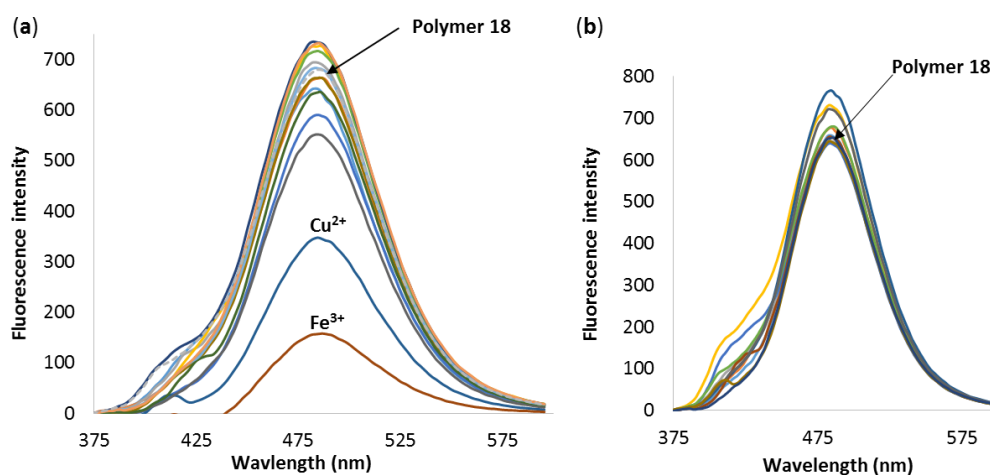 (a)
Polymer 18
Fluorescence intensity
700
600
500
400
300
200
100
0
Cu²⁺
Fe³⁺
375 425 475 525 575
Wavlength (nm)
(b)
Polymer 18
Fluorescence intensity
800
700
600
500
400
300
200
100
0
375 475 575
Wavelength (nm)